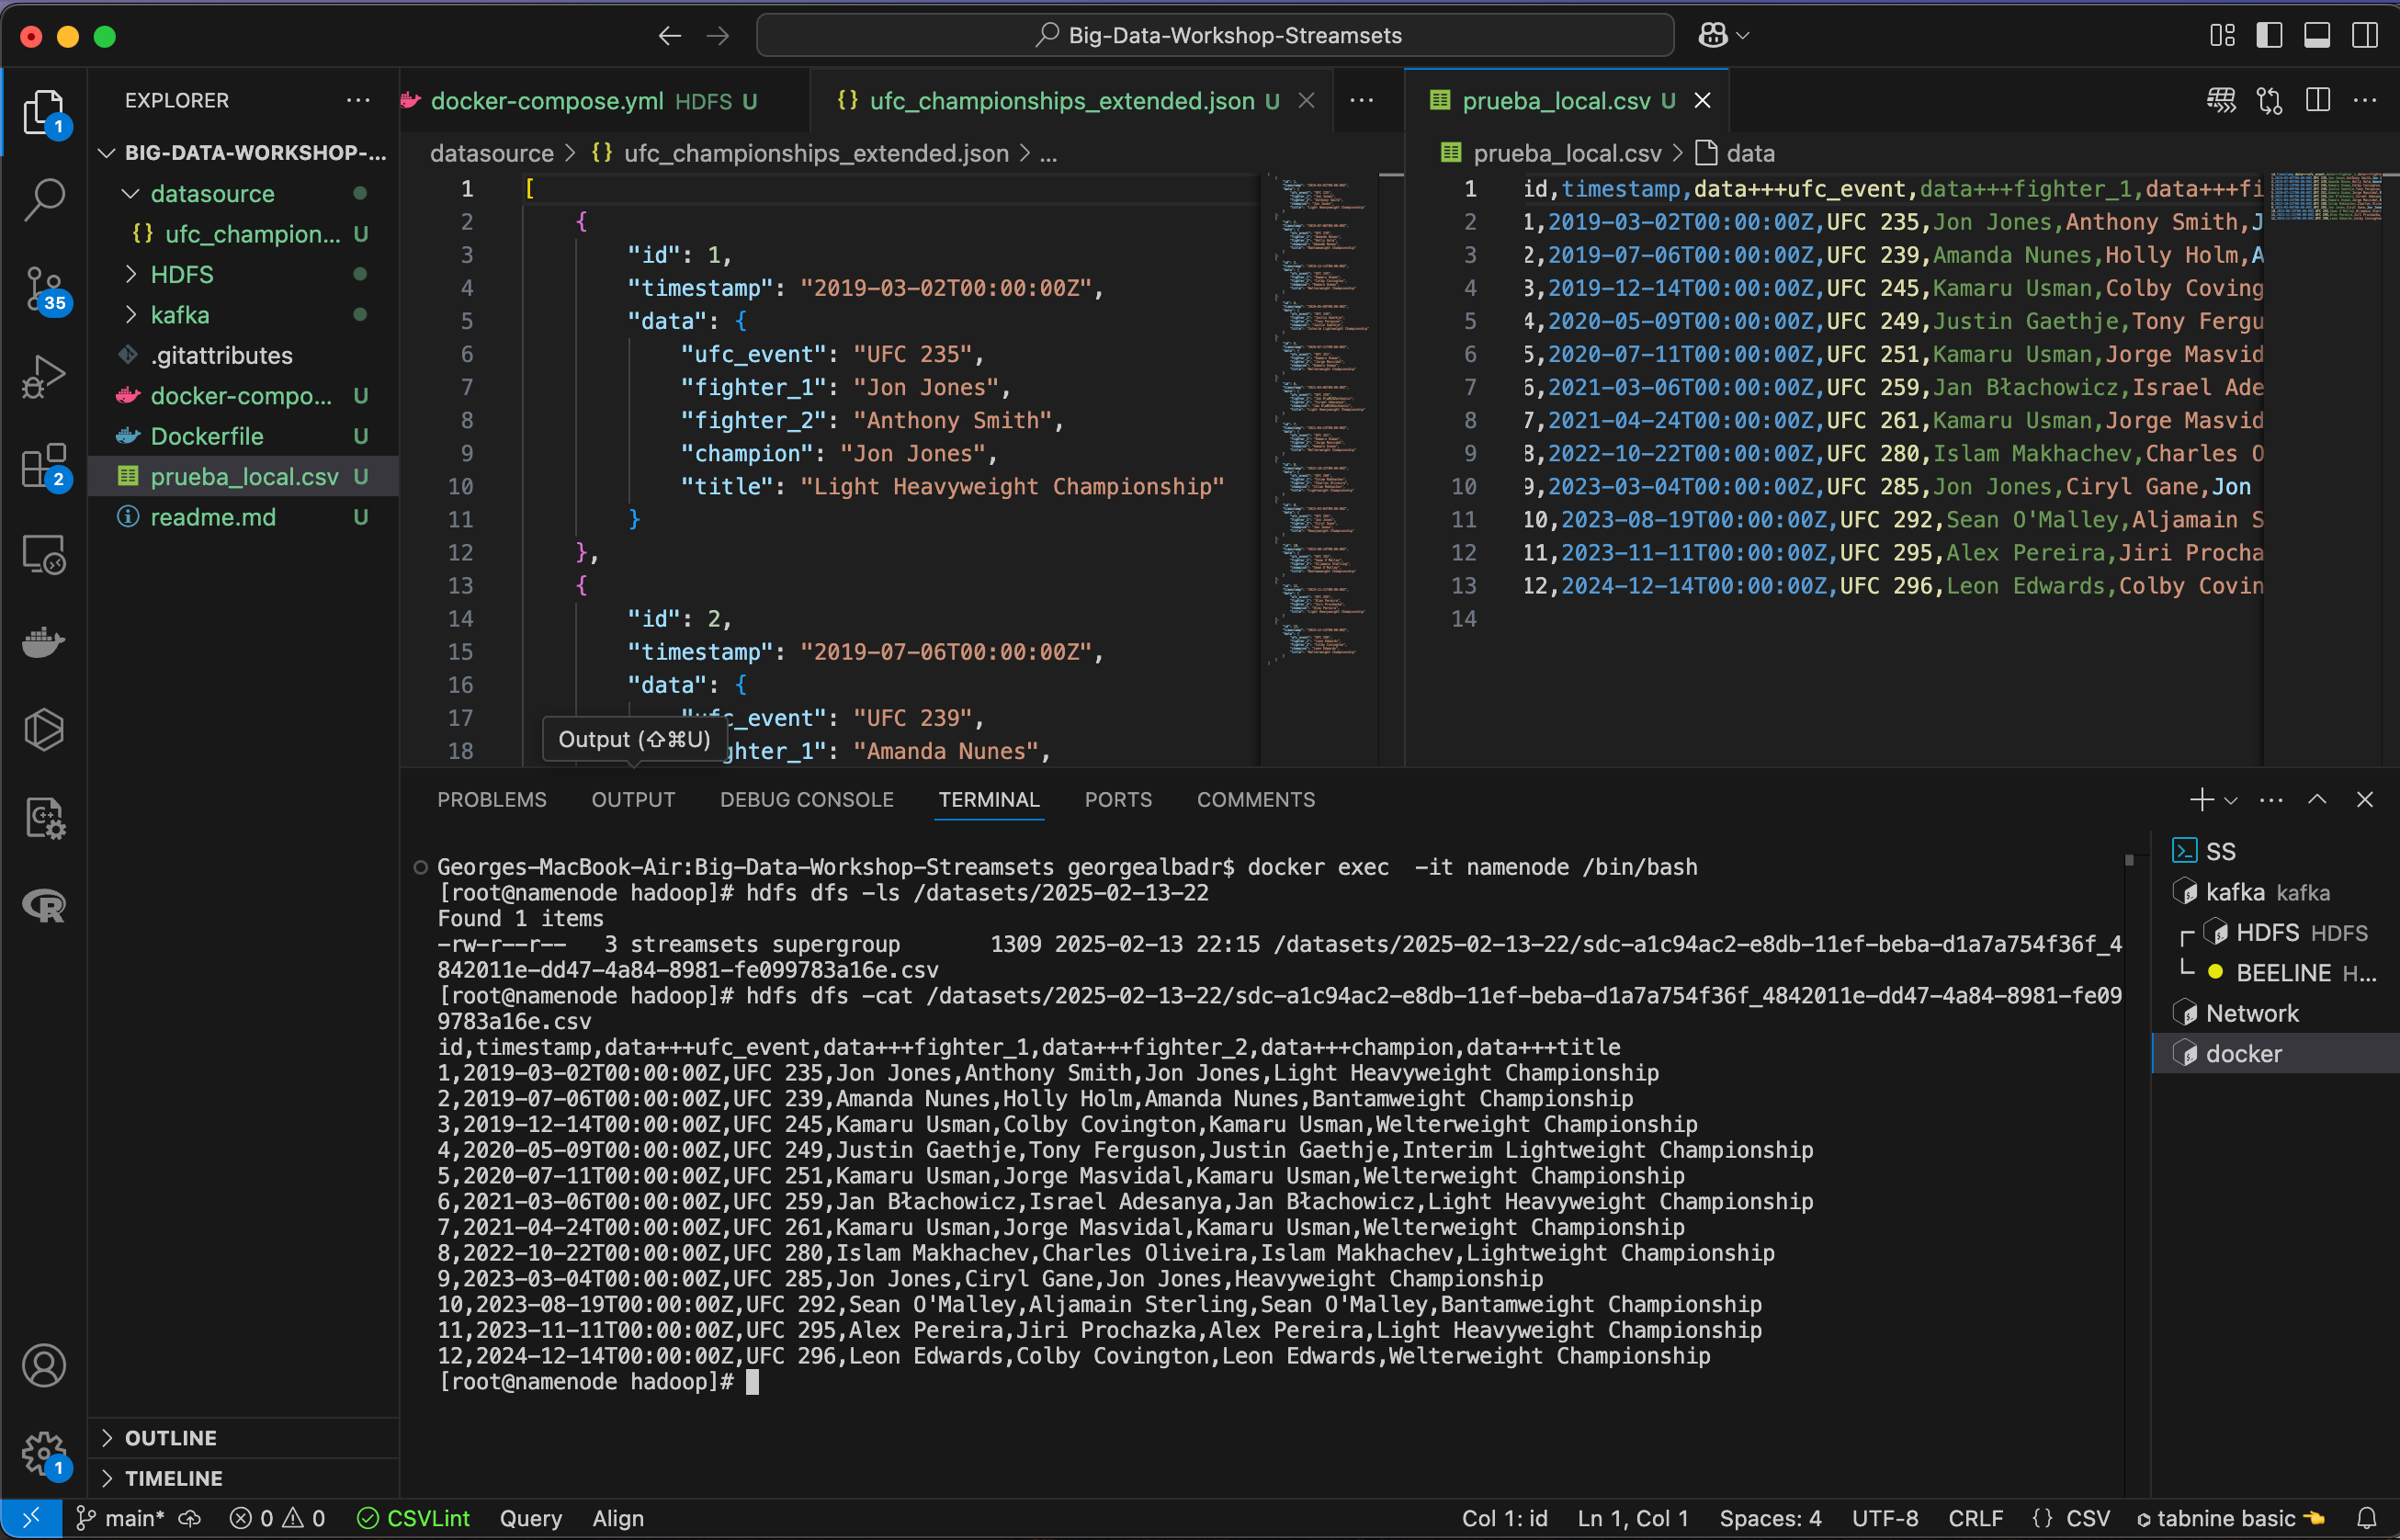 Big-Data-Workshop-Streamsets
EXPLORER
BIG-DATA-WORKSHOP-...
datasource
ufc_champion... U
HDFS
kafka
.gitattributes
docker-compo... U
Dockerfile U
prueba_local.csv U
readme.md U
OUTLINE
TIMELINE
1
35
2
1
docker-compose.yml HDFS U
ufc_championships_extended.json U
datasource > {} ufc_championships_extended.json > ...
1 [
2 {
3 "id": 1,
4 "timestamp": "2019-03-02T00:00:00Z",
5 "data": {
6 "ufc_event": "UFC 235",
7 "fighter_1": "Jon Jones",
8 "fighter_2": "Anthony Smith",
9 "champion": "Jon Jones",
10 "title": "Light Heavyweight Championship"
11 }
12 },
13 {
14 "id": 2,
15 "timestamp": "2019-07-06T00:00:00Z",
16 "data": {
17 "ufc_event": "UFC 239",
18 ghter_1": "Amanda Nunes",
Output (⇧⌘U)
prueba_local.csv U
prueba_local.csv > data
1 id,timestamp,data+++ufc_event,data+++fighter_1,data+++fi
2 1,2019-03-02T00:00:00Z,UFC 235,Jon Jones,Anthony Smith,J
3 2,2019-07-06T00:00:00Z,UFC 239,Amanda Nunes,Holly Holm,A
4 3,2019-12-14T00:00:00Z,UFC 245,Kamaru Usman,Colby Coving
5 4,2020-05-09T00:00:00Z,UFC 249,Justin Gaethje,Tony Fergu
6 5,2020-07-11T00:00:00Z,UFC 251,Kamaru Usman,Jorge Masvid
7 6,2021-03-06T00:00:00Z,UFC 259,Jan Błachowicz,Israel Ade
8 7,2021-04-24T00:00:00Z,UFC 261,Kamaru Usman,Jorge Masvid
9 8,2022-10-22T00:00:00Z,UFC 280,Islam Makhachev,Charles O
10 9,2023-03-04T00:00:00Z,UFC 285,Jon Jones,Ciryl Gane,Jon
11 10,2023-08-19T00:00:00Z,UFC 292,Sean O'Malley,Aljamain S
12 11,2023-11-11T00:00:00Z,UFC 295,Alex Pereira,Jiri Procha
13 12,2024-12-14T00:00:00Z,UFC 296,Leon Edwards,Colby Covin
14
PROBLEMS OUTPUT DEBUG CONSOLE TERMINAL PORTS COMMENTS
Georges-MacBook-Air:Big-Data-Workshop-Streamsets georgealbadr$ docker exec  -it namenode /bin/bash
[root@namenode hadoop]# hdfs dfs -ls /datasets/2025-02-13-22
Found 1 items
-rw-r--r--   3 streamsets supergroup       1309 2025-02-13 22:15 /datasets/2025-02-13-22/sdc-a1c94ac2-e8db-11ef-beba-d1a7a754f36f_4
842011e-dd47-4a84-8981-fe099783a16e.csv
[root@namenode hadoop]# hdfs dfs -cat /datasets/2025-02-13-22/sdc-a1c94ac2-e8db-11ef-beba-d1a7a754f36f_4842011e-dd47-4a84-8981-fe09
9783a16e.csv
id,timestamp,data+++ufc_event,data+++fighter_1,data+++fighter_2,data+++champion,data+++title
1,2019-03-02T00:00:00Z,UFC 235,Jon Jones,Anthony Smith,Jon Jones,Light Heavyweight Championship
2,2019-07-06T00:00:00Z,UFC 239,Amanda Nunes,Holly Holm,Amanda Nunes,Bantamweight Championship
3,2019-12-14T00:00:00Z,UFC 245,Kamaru Usman,Colby Covington,Kamaru Usman,Welterweight Championship
4,2020-05-09T00:00:00Z,UFC 249,Justin Gaethje,Tony Ferguson,Justin Gaethje,Interim Lightweight Championship
5,2020-07-11T00:00:00Z,UFC 251,Kamaru Usman,Jorge Masvidal,Kamaru Usman,Welterweight Championship
6,2021-03-06T00:00:00Z,UFC 259,Jan Błachowicz,Israel Adesanya,Jan Błachowicz,Light Heavyweight Championship
7,2021-04-24T00:00:00Z,UFC 261,Kamaru Usman,Jorge Masvidal,Kamaru Usman,Welterweight Championship
8,2022-10-22T00:00:00Z,UFC 280,Islam Makhachev,Charles Oliveira,Islam Makhachev,Lightweight Championship
9,2023-03-04T00:00:00Z,UFC 285,Jon Jones,Ciryl Gane,Jon Jones,Heavyweight Championship
10,2023-08-19T00:00:00Z,UFC 292,Sean O'Malley,Aljamain Sterling,Sean O'Malley,Bantamweight Championship
11,2023-11-11T00:00:00Z,UFC 295,Alex Pereira,Jiri Prochazka,Alex Pereira,Light Heavyweight Championship
12,2024-12-14T00:00:00Z,UFC 296,Leon Edwards,Colby Covington,Leon Edwards,Welterweight Championship
[root@namenode hadoop]#
SS
kafka kafka
HDFS HDFS
BEELINE H...
Network
docker
main* 0 0 CSVLint Query Align Col 1: id Ln 1, Col 1 Spaces: 4 UTF-8 CRLF {} CSV tabnine basic